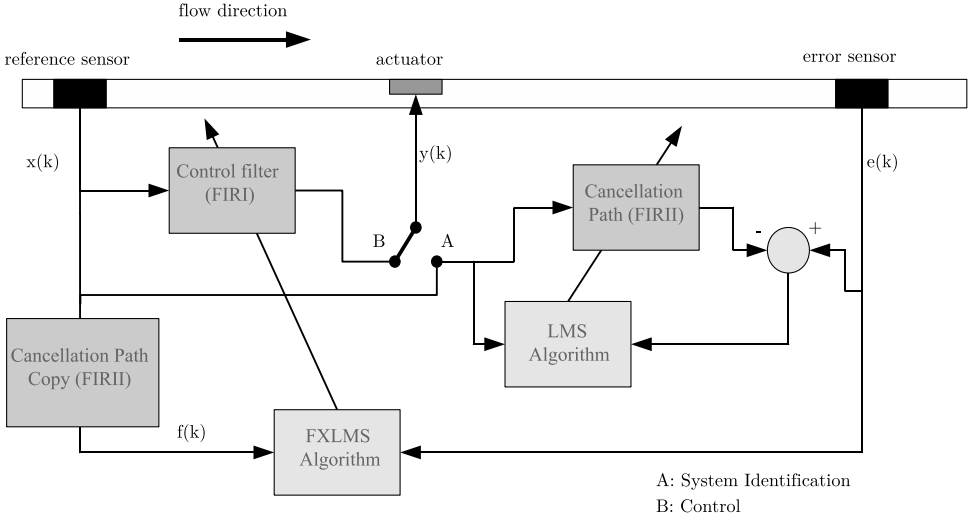 flow direction
reference sensor
actuator
error sensor
x(k)
y(k)
e(k)
Control filter
(FIRI)
Cancellation
Path (FIRII)
-
+
B
A
LMS
Algorithm
Cancellation Path
Copy (FIRII)
f(k)
FXLMS
Algorithm
A: System Identification
B: Control